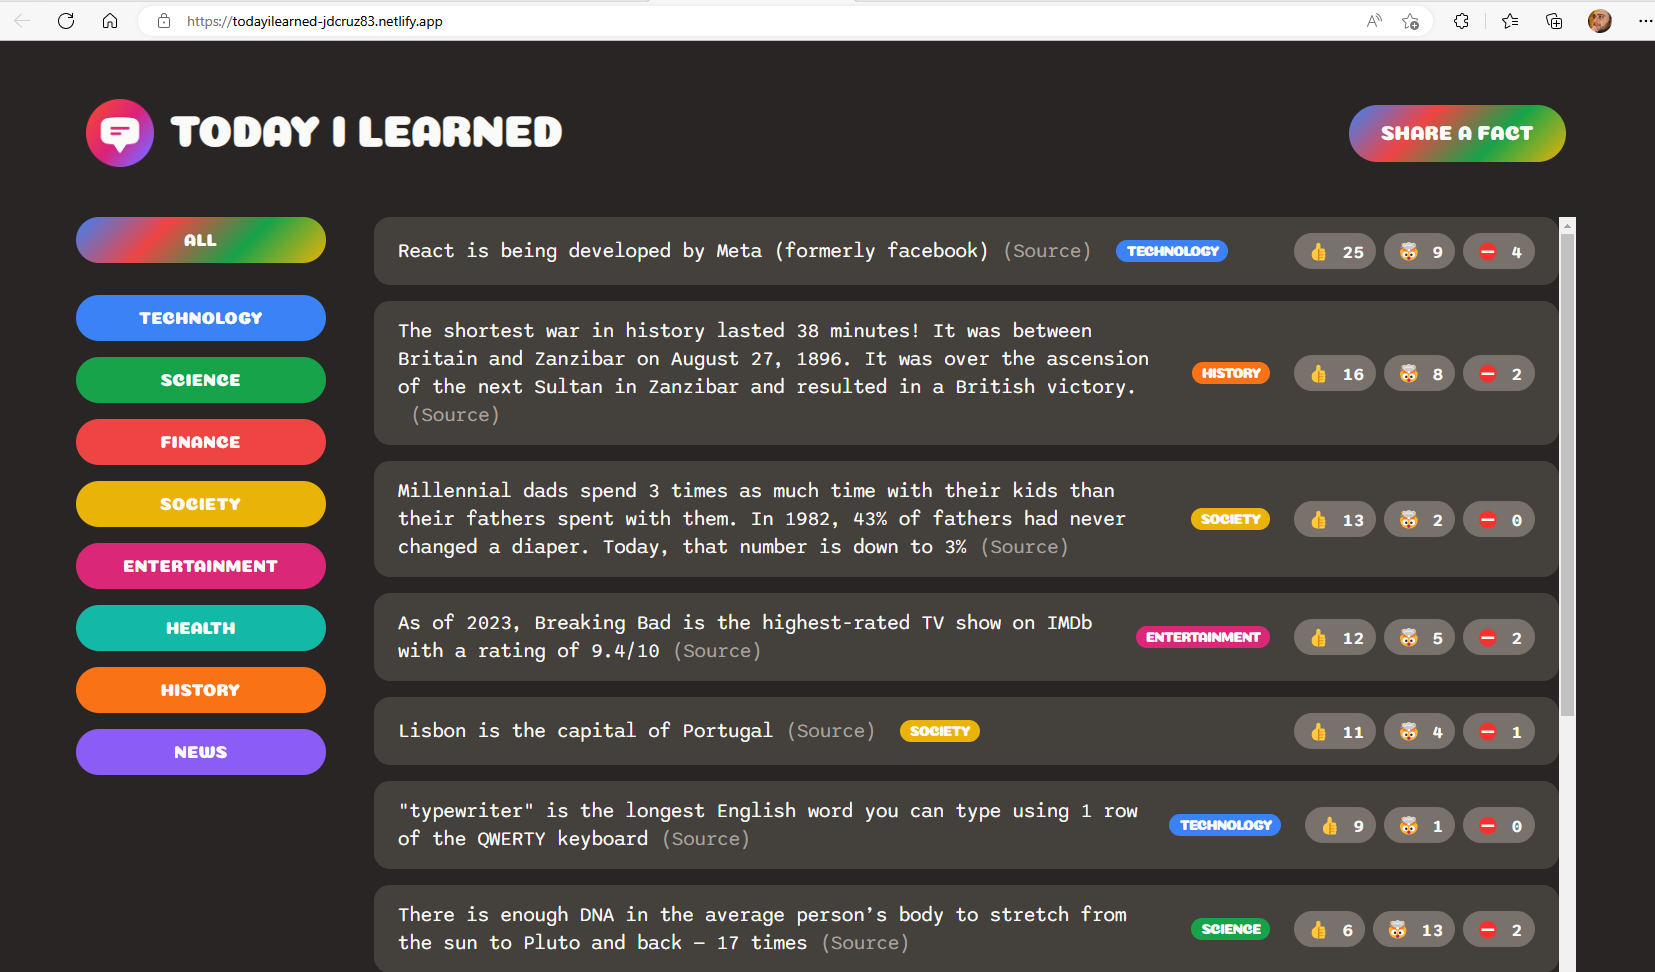 https://todayilearned-jdcruz83.netlify.app
TODAY I LEARNED
SHARE A FACT
ALL
TECHNOLOGY
SCIENCE
FINANCE
SOCIETY
ENTERTAINMENT
HEALTH
HISTORY
NEWS
React is being developed by Meta (formerly facebook) (Source) TECHNOLOGY 👍 25 🤯 9 ⛔ 4
The shortest war in history lasted 38 minutes! It was between
Britain and Zanzibar on August 27, 1896. It was over the ascension
of the next Sultan in Zanzibar and resulted in a British victory.
(Source)
HISTORY 👍 16 🤯 8 ⛔ 2
Millennial dads spend 3 times as much time with their kids than
their fathers spent with them. In 1982, 43% of fathers had never
changed a diaper. Today, that number is down to 3% (Source)
SOCIETY 👍 13 🤯 2 ⛔ 0
As of 2023, Breaking Bad is the highest-rated TV show on IMDb
with a rating of 9.4/10 (Source)
ENTERTAINMENT 👍 12 🤯 5 ⛔ 2
Lisbon is the capital of Portugal (Source) SOCIETY 👍 11 🤯 4 ⛔ 1
"typewriter" is the longest English word you can type using 1 row
of the QWERTY keyboard (Source)
TECHNOLOGY 👍 9 🤯 1 ⛔ 0
There is enough DNA in the average person’s body to stretch from
the sun to Pluto and back — 17 times (Source)
SCIENCE 👍 6 🤯 13 ⛔ 2